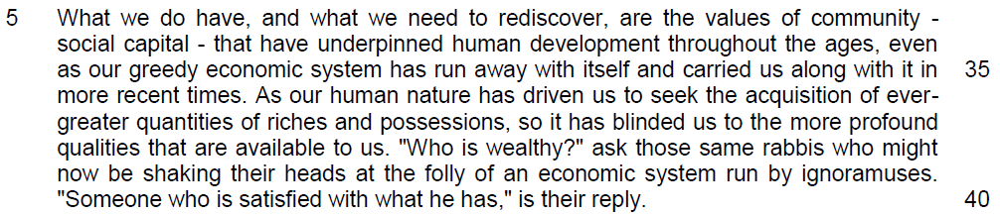 5 What we do have, and what we need to rediscover, are the values of community -
social capital - that have underpinned human development throughout the ages, even
as our greedy economic system has run away with itself and carried us along with it in 35
more recent times. As our human nature has driven us to seek the acquisition of ever-
greater quantities of riches and possessions, so it has blinded us to the more profound
qualities that are available to us. "Who is wealthy?" ask those same rabbis who might
now be shaking their heads at the folly of an economic system run by ignoramuses.
"Someone who is satisfied with what he has," is their reply. 40